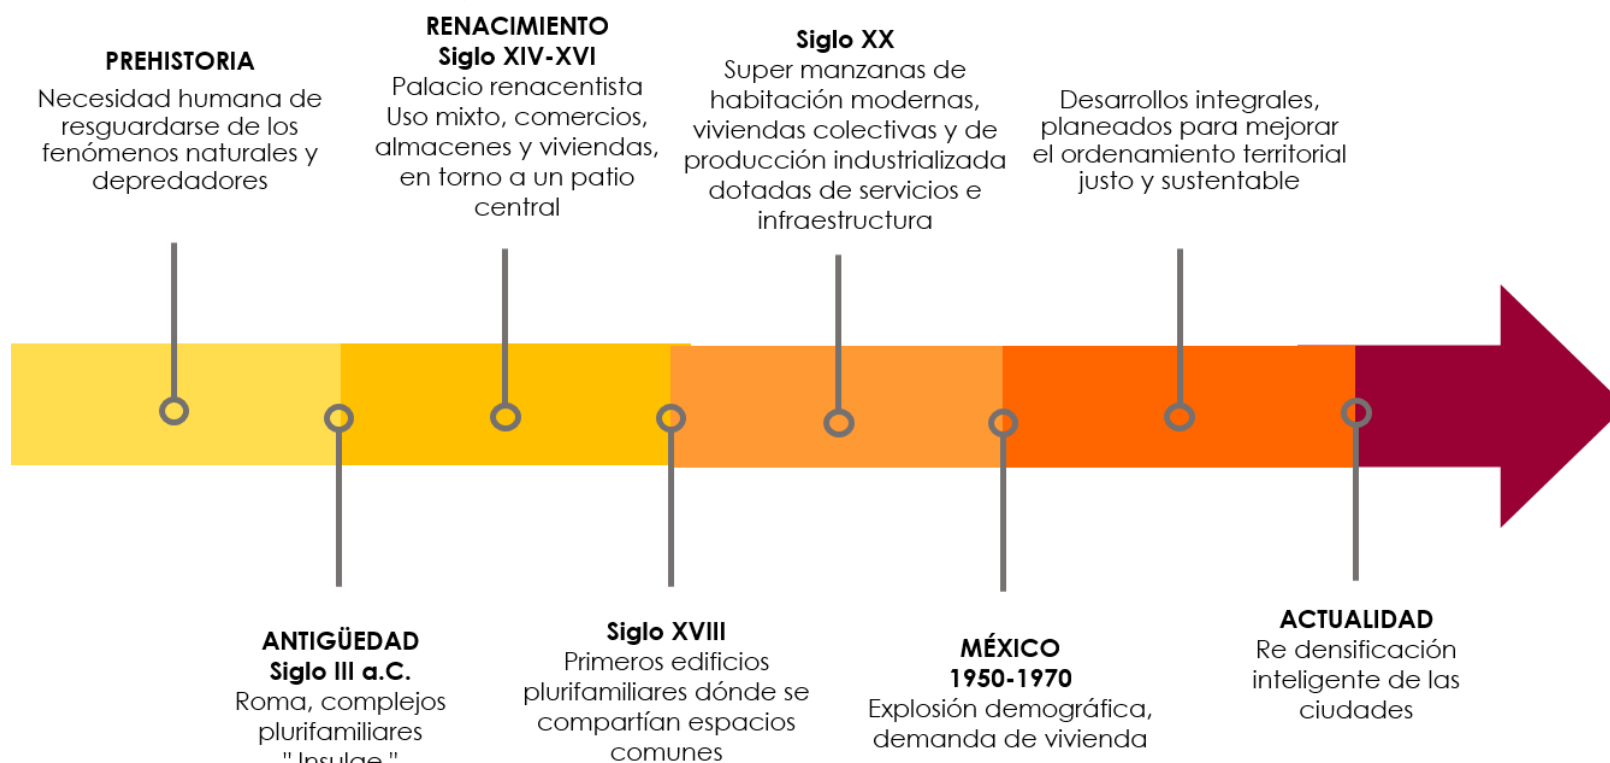 PREHISTORIA
Necesidad humana de
resguardarse de los
fenómenos naturales y
depredadores
RENACIMIENTO
Siglo XIV-XVI
Palacio renacentista
Uso mixto, comercios,
almacenes y viviendas,
en torno a un patio
central
Siglo XX
Super manzanas de
habitación modernas,
viviendas colectivas y de
producción industrializada
dotadas de servicios e
infraestructura
Desarrollos integrales,
planeados para mejorar
el ordenamiento territorial
justo y sustentable
ANTIGÜEDAD
Siglo III a.C.
Roma, complejos
plurifamiliares
" Insulae "
Siglo XVIII
Primeros edificios
plurifamiliares dónde se
compartían espacios
comunes
MÉXICO
1950-1970
Explosión demográfica,
demanda de vivienda
ACTUALIDAD
Re densificación
inteligente de las
ciudades